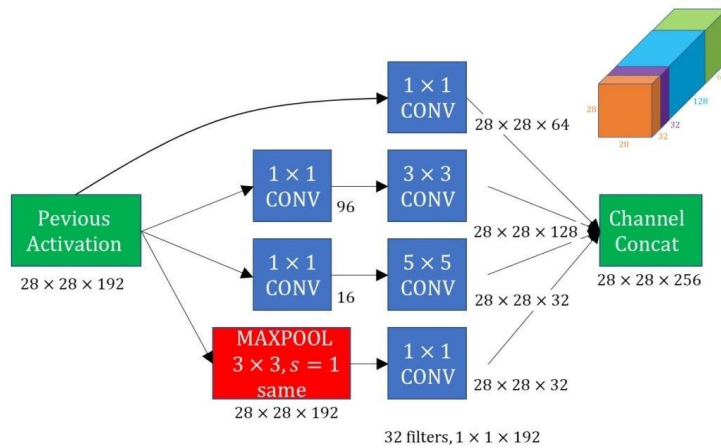 1 × 1
CONV
28 × 28 × 64
1 × 1
CONV
96
3 × 3
CONV
28 × 28 × 128
Pevious
Activation
28 × 28 × 192
1 × 1
CONV
16
5 × 5
CONV
28 × 28 × 32
MAXPOOL
3 × 3, s = 1
same
28 × 28 × 192
1 × 1
CONV
28 × 28 × 32
32 filters, 1 × 1 × 192
Channel
Concat
28 × 28 × 256
28
28
32
32
128